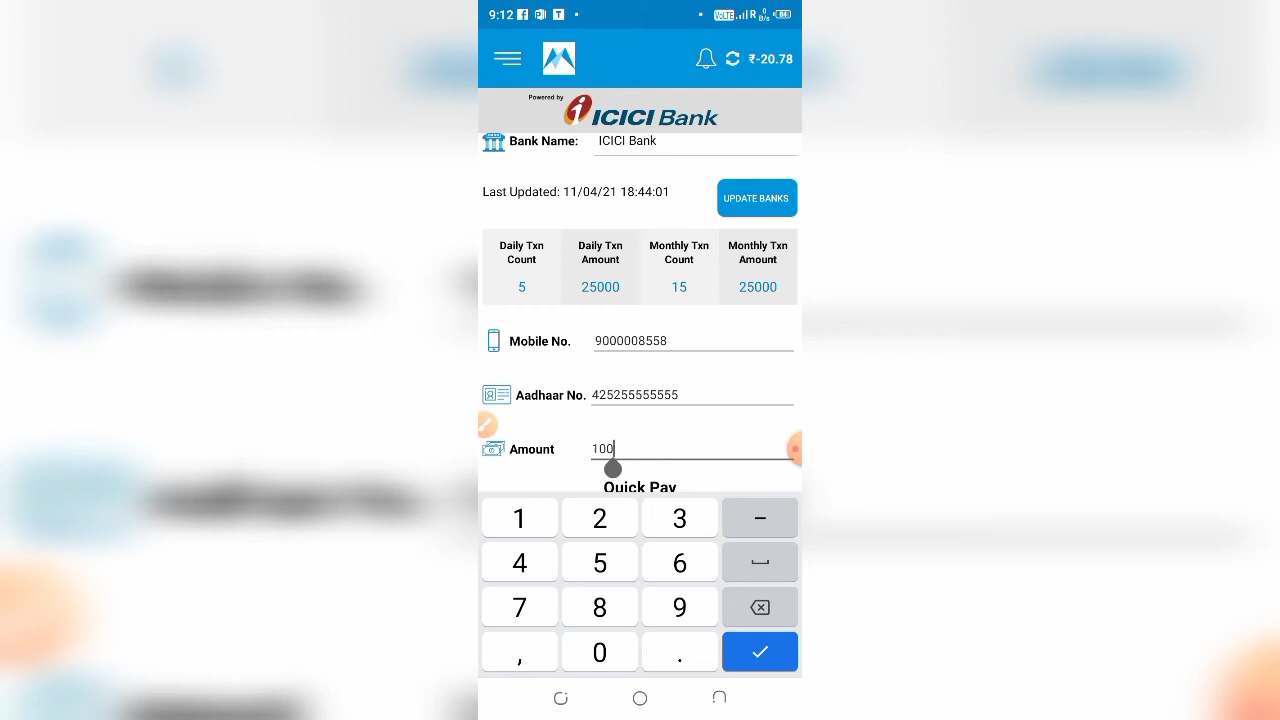 9:12 T VoLTE R 0 B/s 84
₹-20.78
Powered by ICICI Bank
Bank Name: ICICI Bank
Last Updated: 11/04/21 18:44:01 UPDATE BANKS
Daily Txn Count Daily Txn Amount Monthly Txn Count Monthly Txn Amount
5 25000 15 25000
Mobile No. 9000008558
Aadhaar No. 425255555555
Amount 100
Quick Pay
1 2 3 –
4 5 6
7 8 9
, 0 .